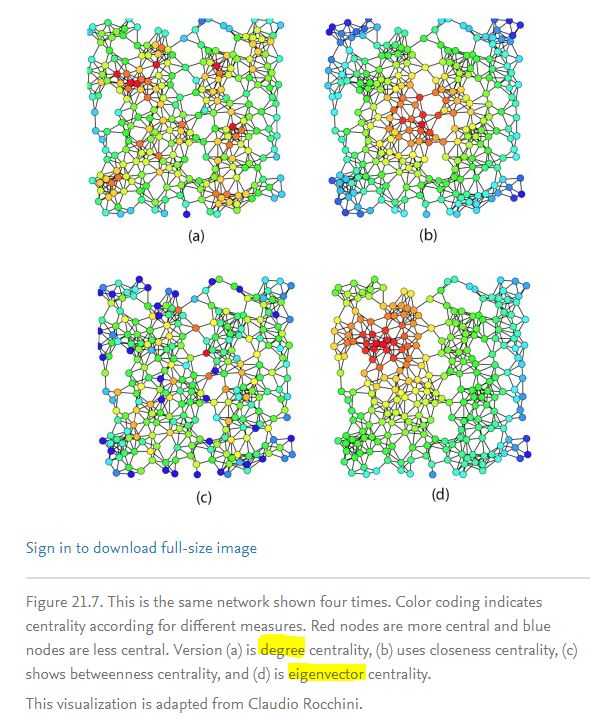 (a)
(b)
(c)
(d)
Sign in to download full-size image
Figure 21.7. This is the same network shown four times. Color coding indicates
centrality according for different measures. Red nodes are more central and blue
nodes are less central. Version (a) is degree centrality, (b) uses closeness centrality, (c)
shows betweenness centrality, and (d) is eigenvector centrality.
This visualization is adapted from Claudio Rocchini.